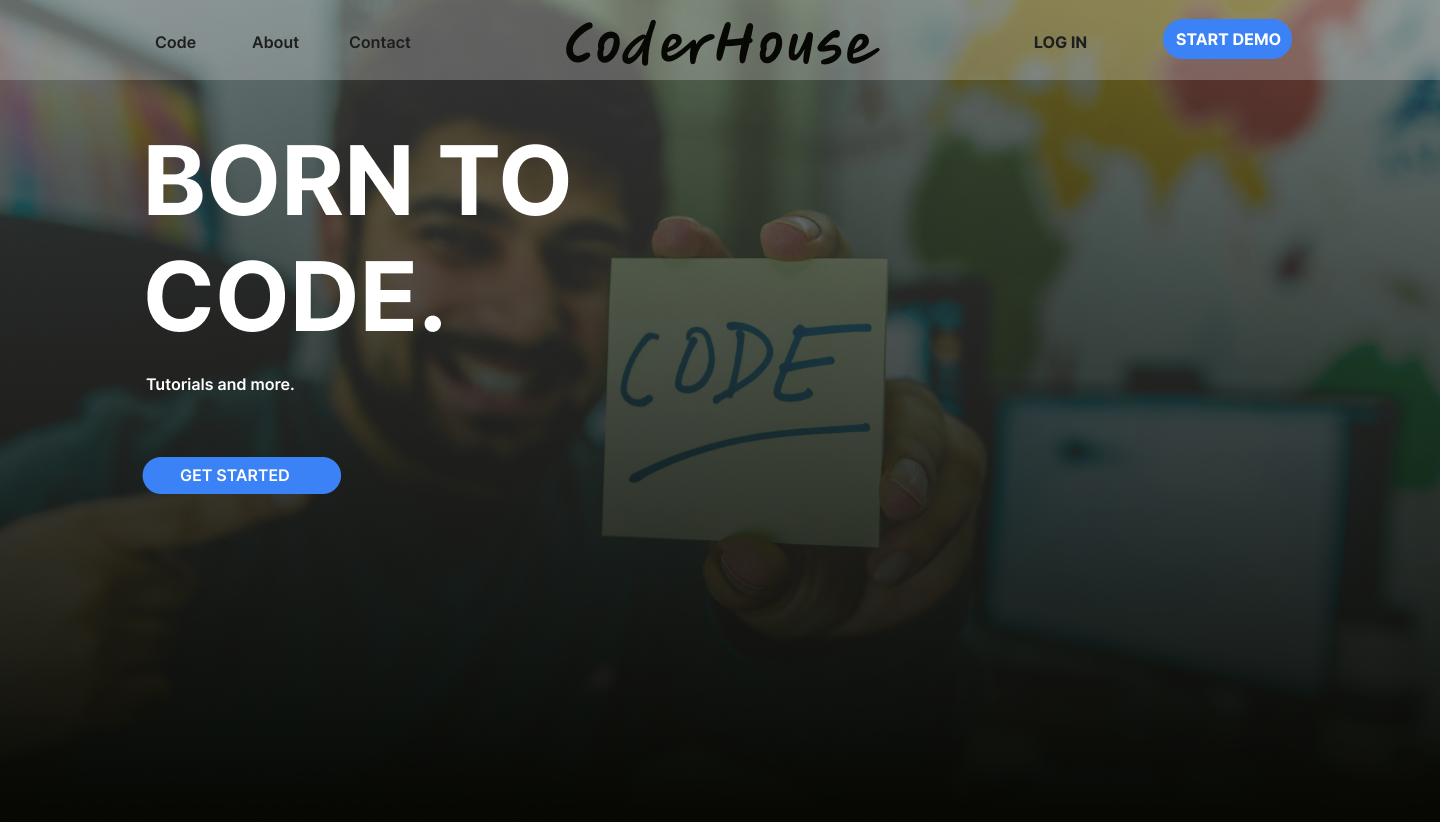 Code About Contact CoderHouse LOG IN START DEMO
BORN TO
CODE.
CODE
Tutorials and more.
GET STARTED